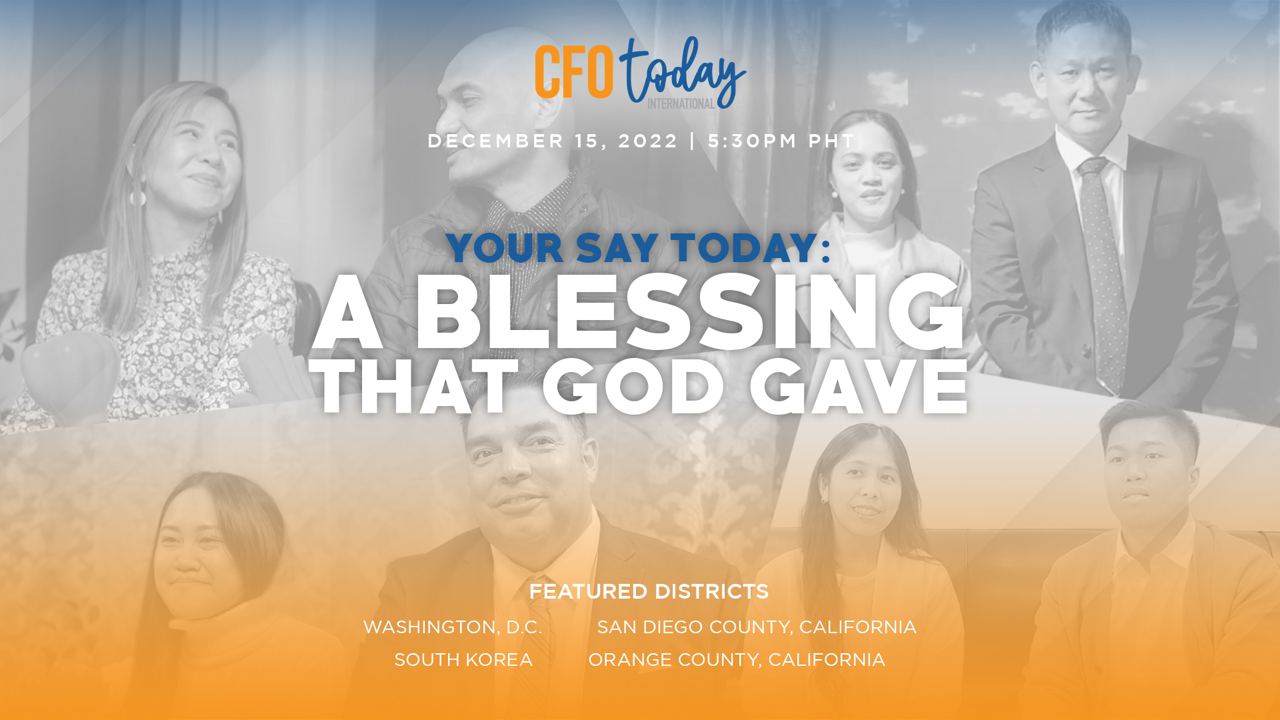 CFO today
INTERNATIONAL
DECEMBER 15, 2022 | 5:30PM PHT
YOUR SAY TODAY:
A BLESSING
THAT GOD GAVE
FEATURED DISTRICTS
WASHINGTON, D.C. SAN DIEGO COUNTY, CALIFORNIA
SOUTH KOREA ORANGE COUNTY, CALIFORNIA